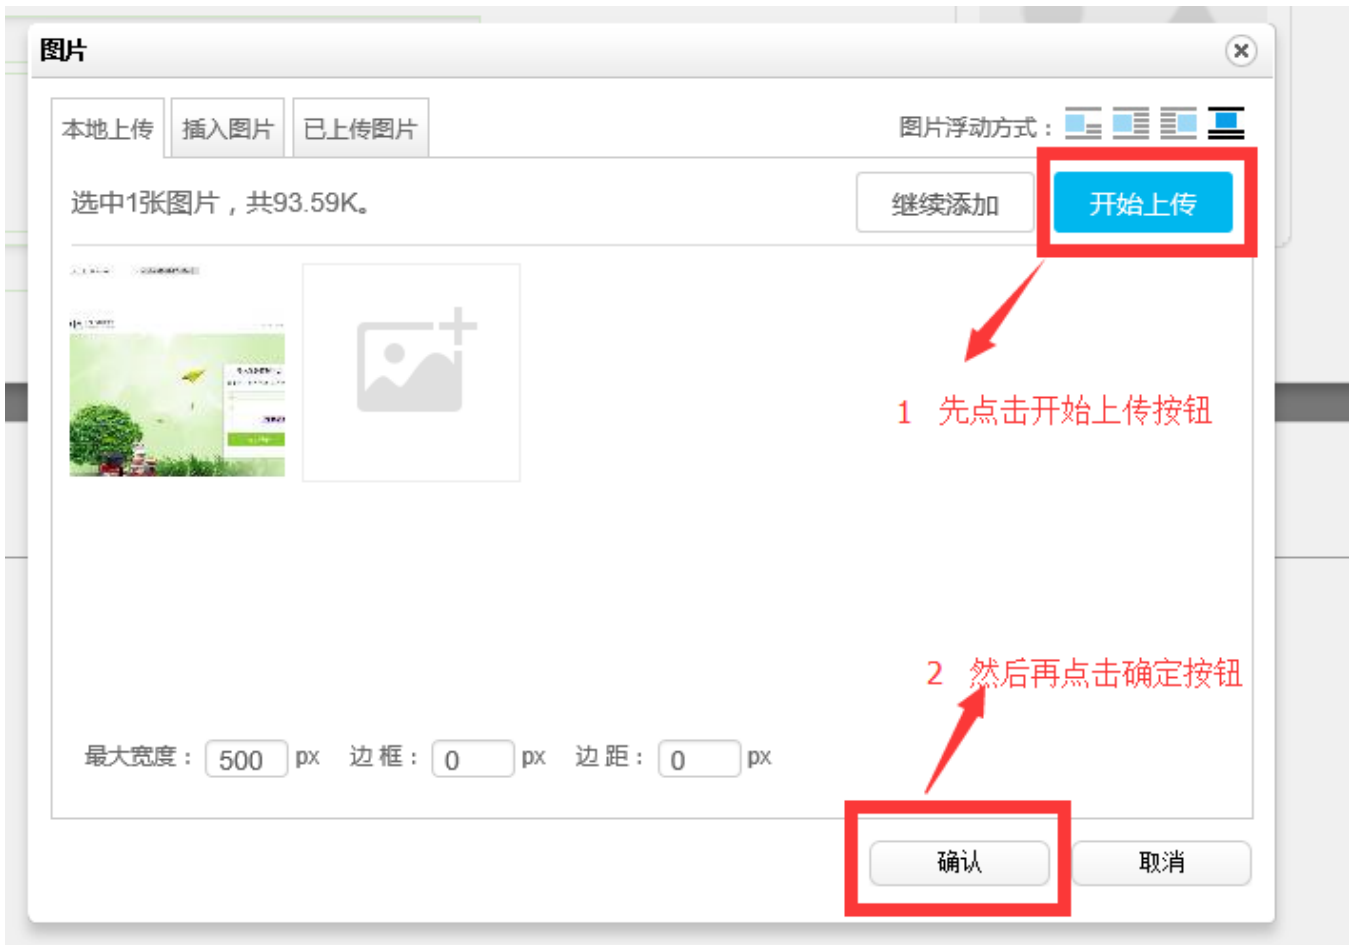 图片
本地上传 插入图片 已上传图片 图片浮动方式：
选中1张图片，共93.59K。 继续添加 开始上传
1 先点击开始上传按钮
2 然后再点击确定按钮
最大宽度： 500 px 边框： 0 px 边距： 0 px
确认 取消